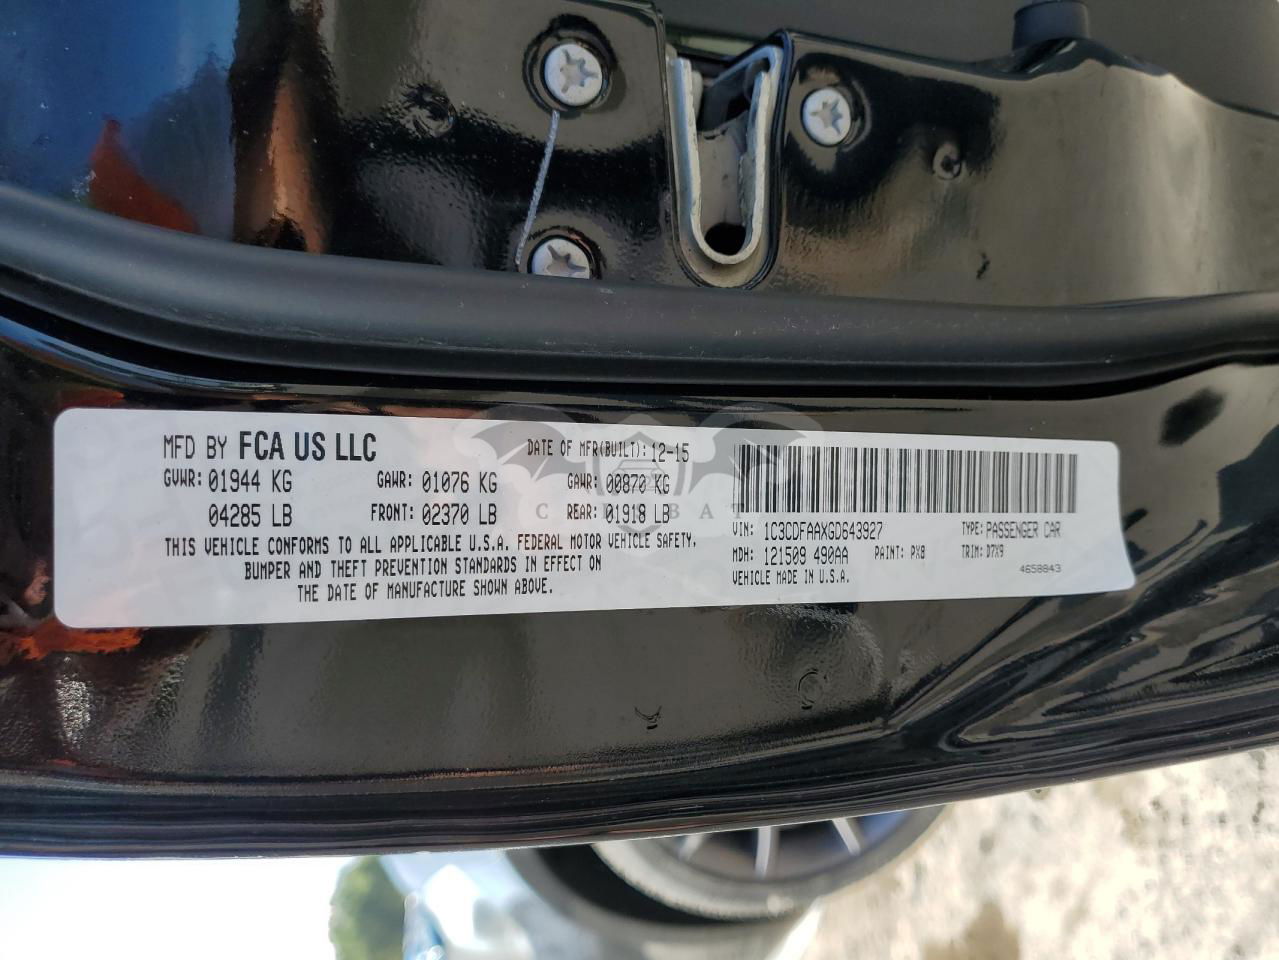 MFD BY FCA US LLC DATE OF MFR(BUILT): 12-15
GVWR: 01944 KG GAWR: 01076 KG GAWR: 00870 KG
04285 LB FRONT: 02370 LB REAR: 01918 LB
THIS VEHICLE CONFORMS TO ALL APPLICABLE U.S.A. FEDERAL MOTOR VEHICLE SAFETY,
BUMPER AND THEFT PREVENTION STANDARDS IN EFFECT ON
THE DATE OF MANUFACTURE SHOWN ABOVE.
VIN: 1C3CDFAAXGD643927 TYPE: PASSENGER CAR
MDH: 121509 490AA PAINT: PX8 TRIM: D7X9
VEHICLE MADE IN U.S.A. 4658843